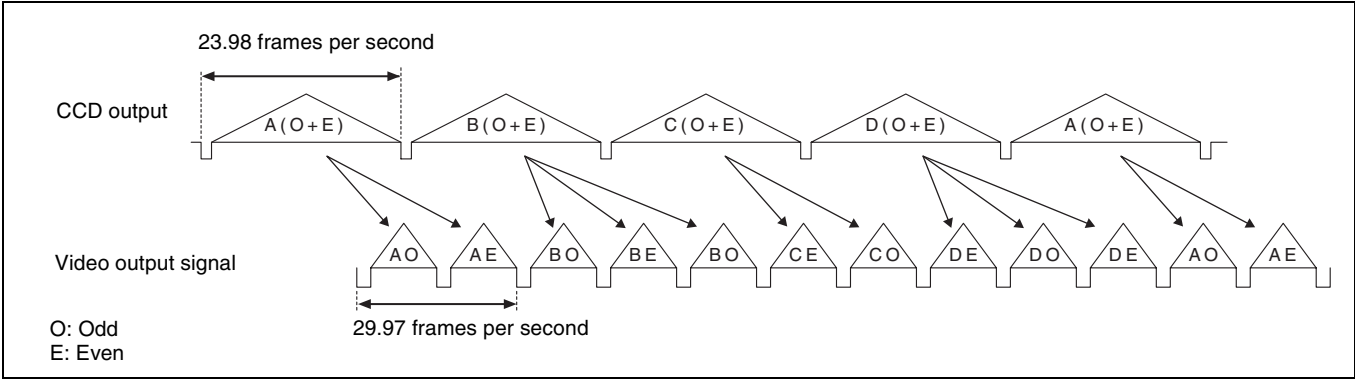 23.98 frames per second
CCD output
A(O+E) B(O+E) C(O+E) D(O+E) A(O+E)
Video output signal
AO AE BO BE BO CE CO DE DO DE AO AE
29.97 frames per second
O: Odd
E: Even